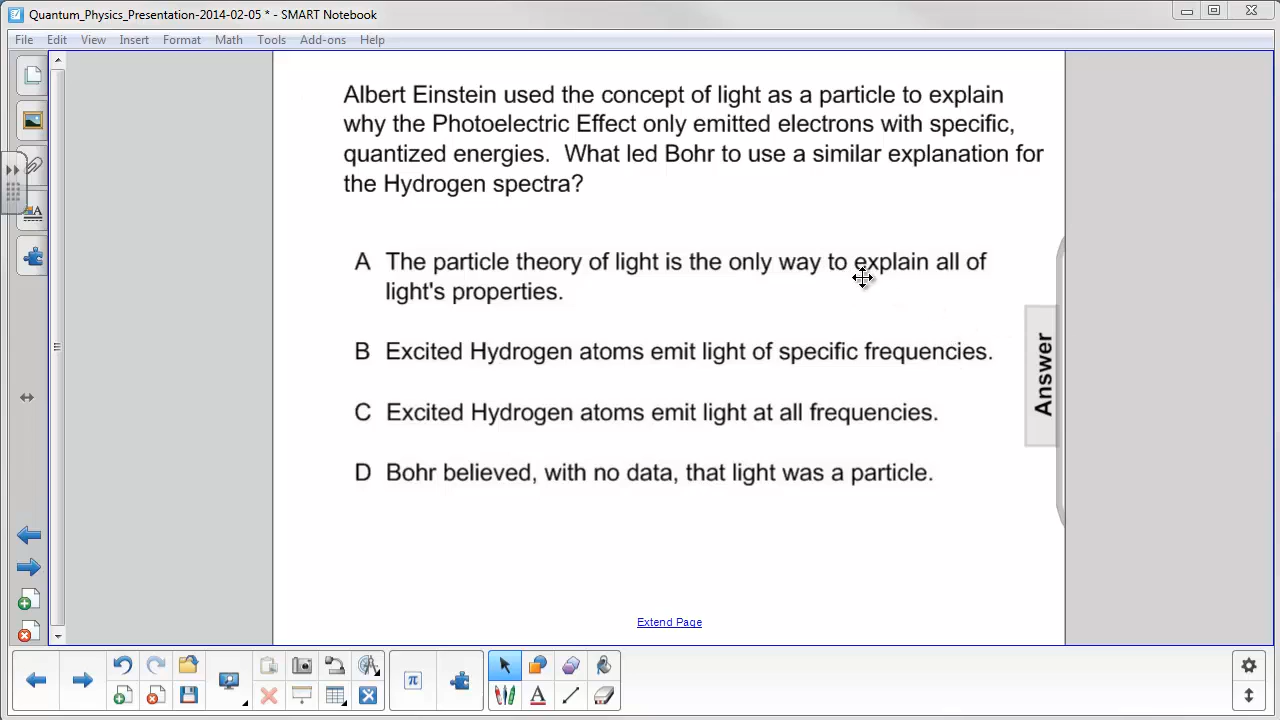 Quantum_Physics_Presentation-2014-02-05 * - SMART Notebook
File Edit View Insert Format Math Tools Add-ons Help
Albert Einstein used the concept of light as a particle to explain
why the Photoelectric Effect only emitted electrons with specific,
quantized energies. What led Bohr to use a similar explanation for
the Hydrogen spectra?
A The particle theory of light is the only way to explain all of
light's properties.
B Excited Hydrogen atoms emit light of specific frequencies.
Answer
C Excited Hydrogen atoms emit light at all frequencies.
D Bohr believed, with no data, that light was a particle.
Extend Page